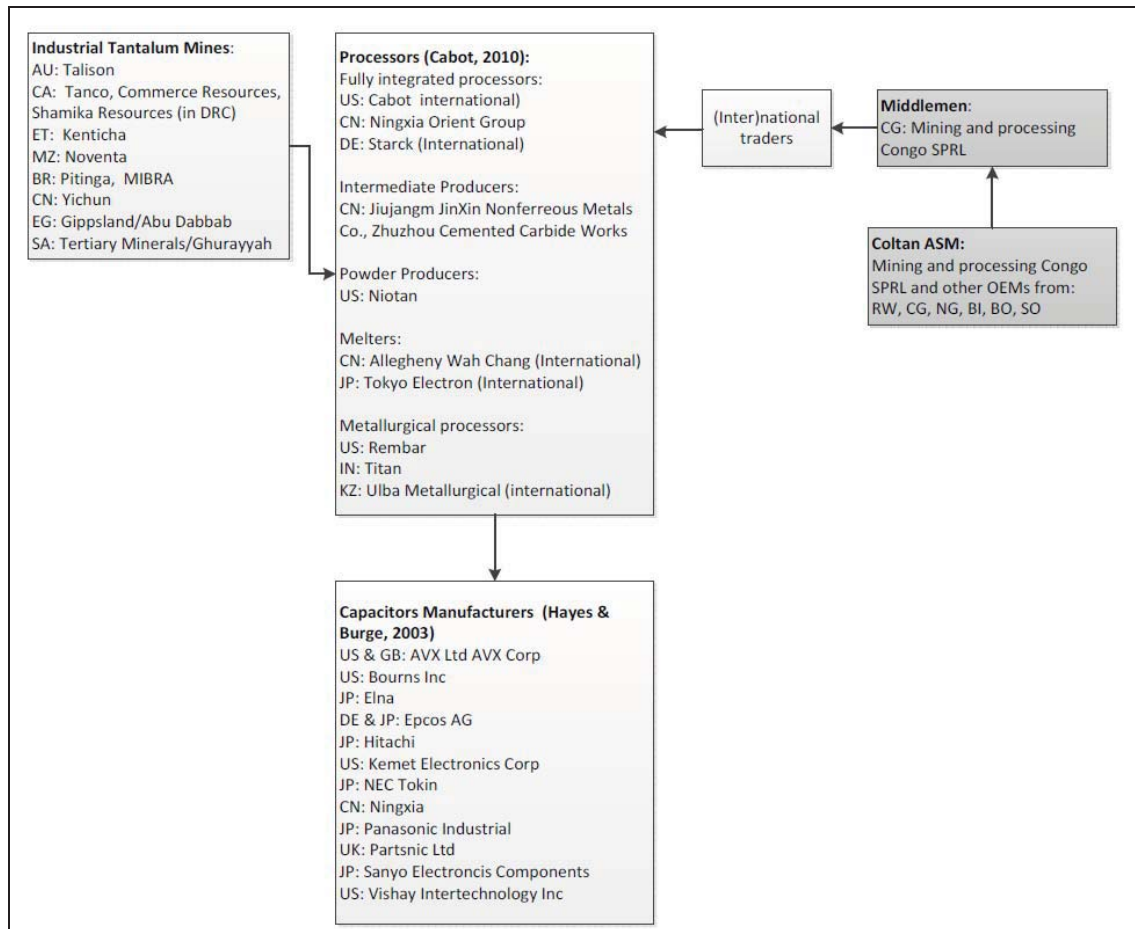 Industrial Tantalum Mines:
AU: Talison
CA:  Tanco, Commerce Resources,
Shamika Resources (in DRC)
ET:  Kenticha
MZ: Noventa
BR: Pitinga,  MIBRA
CN: Yichun
EG: Gippsland/Abu Dabbab
SA: Tertiary Minerals/Ghurayyah
Processors (Cabot, 2010):
Fully integrated processors:
US: Cabot  international)
CN: Ningxia Orient Group
DE: Starck (International)
Intermediate Producers:
CN: Jiujangm JinXin Nonferreous Metals
Co., Zhuzhou Cemented Carbide Works
Powder Producers:
US: Niotan
Melters:
CN: Allegheny Wah Chang (International)
JP: Tokyo Electron (International)
Metallurgical processors:
US: Rembar
IN: Titan
KZ: Ulba Metallurgical (international)
(Inter)national
traders
Middlemen:
CG: Mining and processing
Congo SPRL
Coltan ASM:
Mining and processing Congo
SPRL and other OEMs from:
RW, CG, NG, BI, BO, SO
Capacitors Manufacturers  (Hayes &
Burge, 2003)
US & GB: AVX Ltd AVX Corp
US: Bourns Inc
JP: Elna
DE & JP: Epcos AG
JP: Hitachi
US: Kemet Electronics Corp
JP: NEC Tokin
CN: Ningxia
JP: Panasonic Industrial
UK: Partsnic Ltd
JP: Sanyo Electroncis Components
US: Vishay Intertechnology Inc